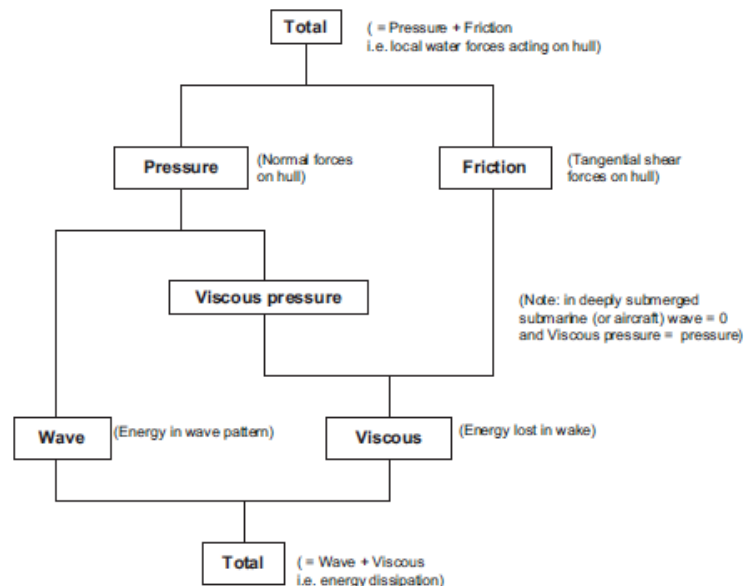 Total
( = Pressure + Friction
i.e. local water forces acting on hull)
Pressure
(Normal forces
on hull)
Friction
(Tangential shear
forces on hull)
Viscous pressure
(Note: in deeply submerged
submarine (or aircraft) wave = 0
and Viscous pressure = pressure)
Wave
(Energy in wave pattern)
Viscous
(Energy lost in wake)
Total
( = Wave + Viscous
i.e. energy dissipation)